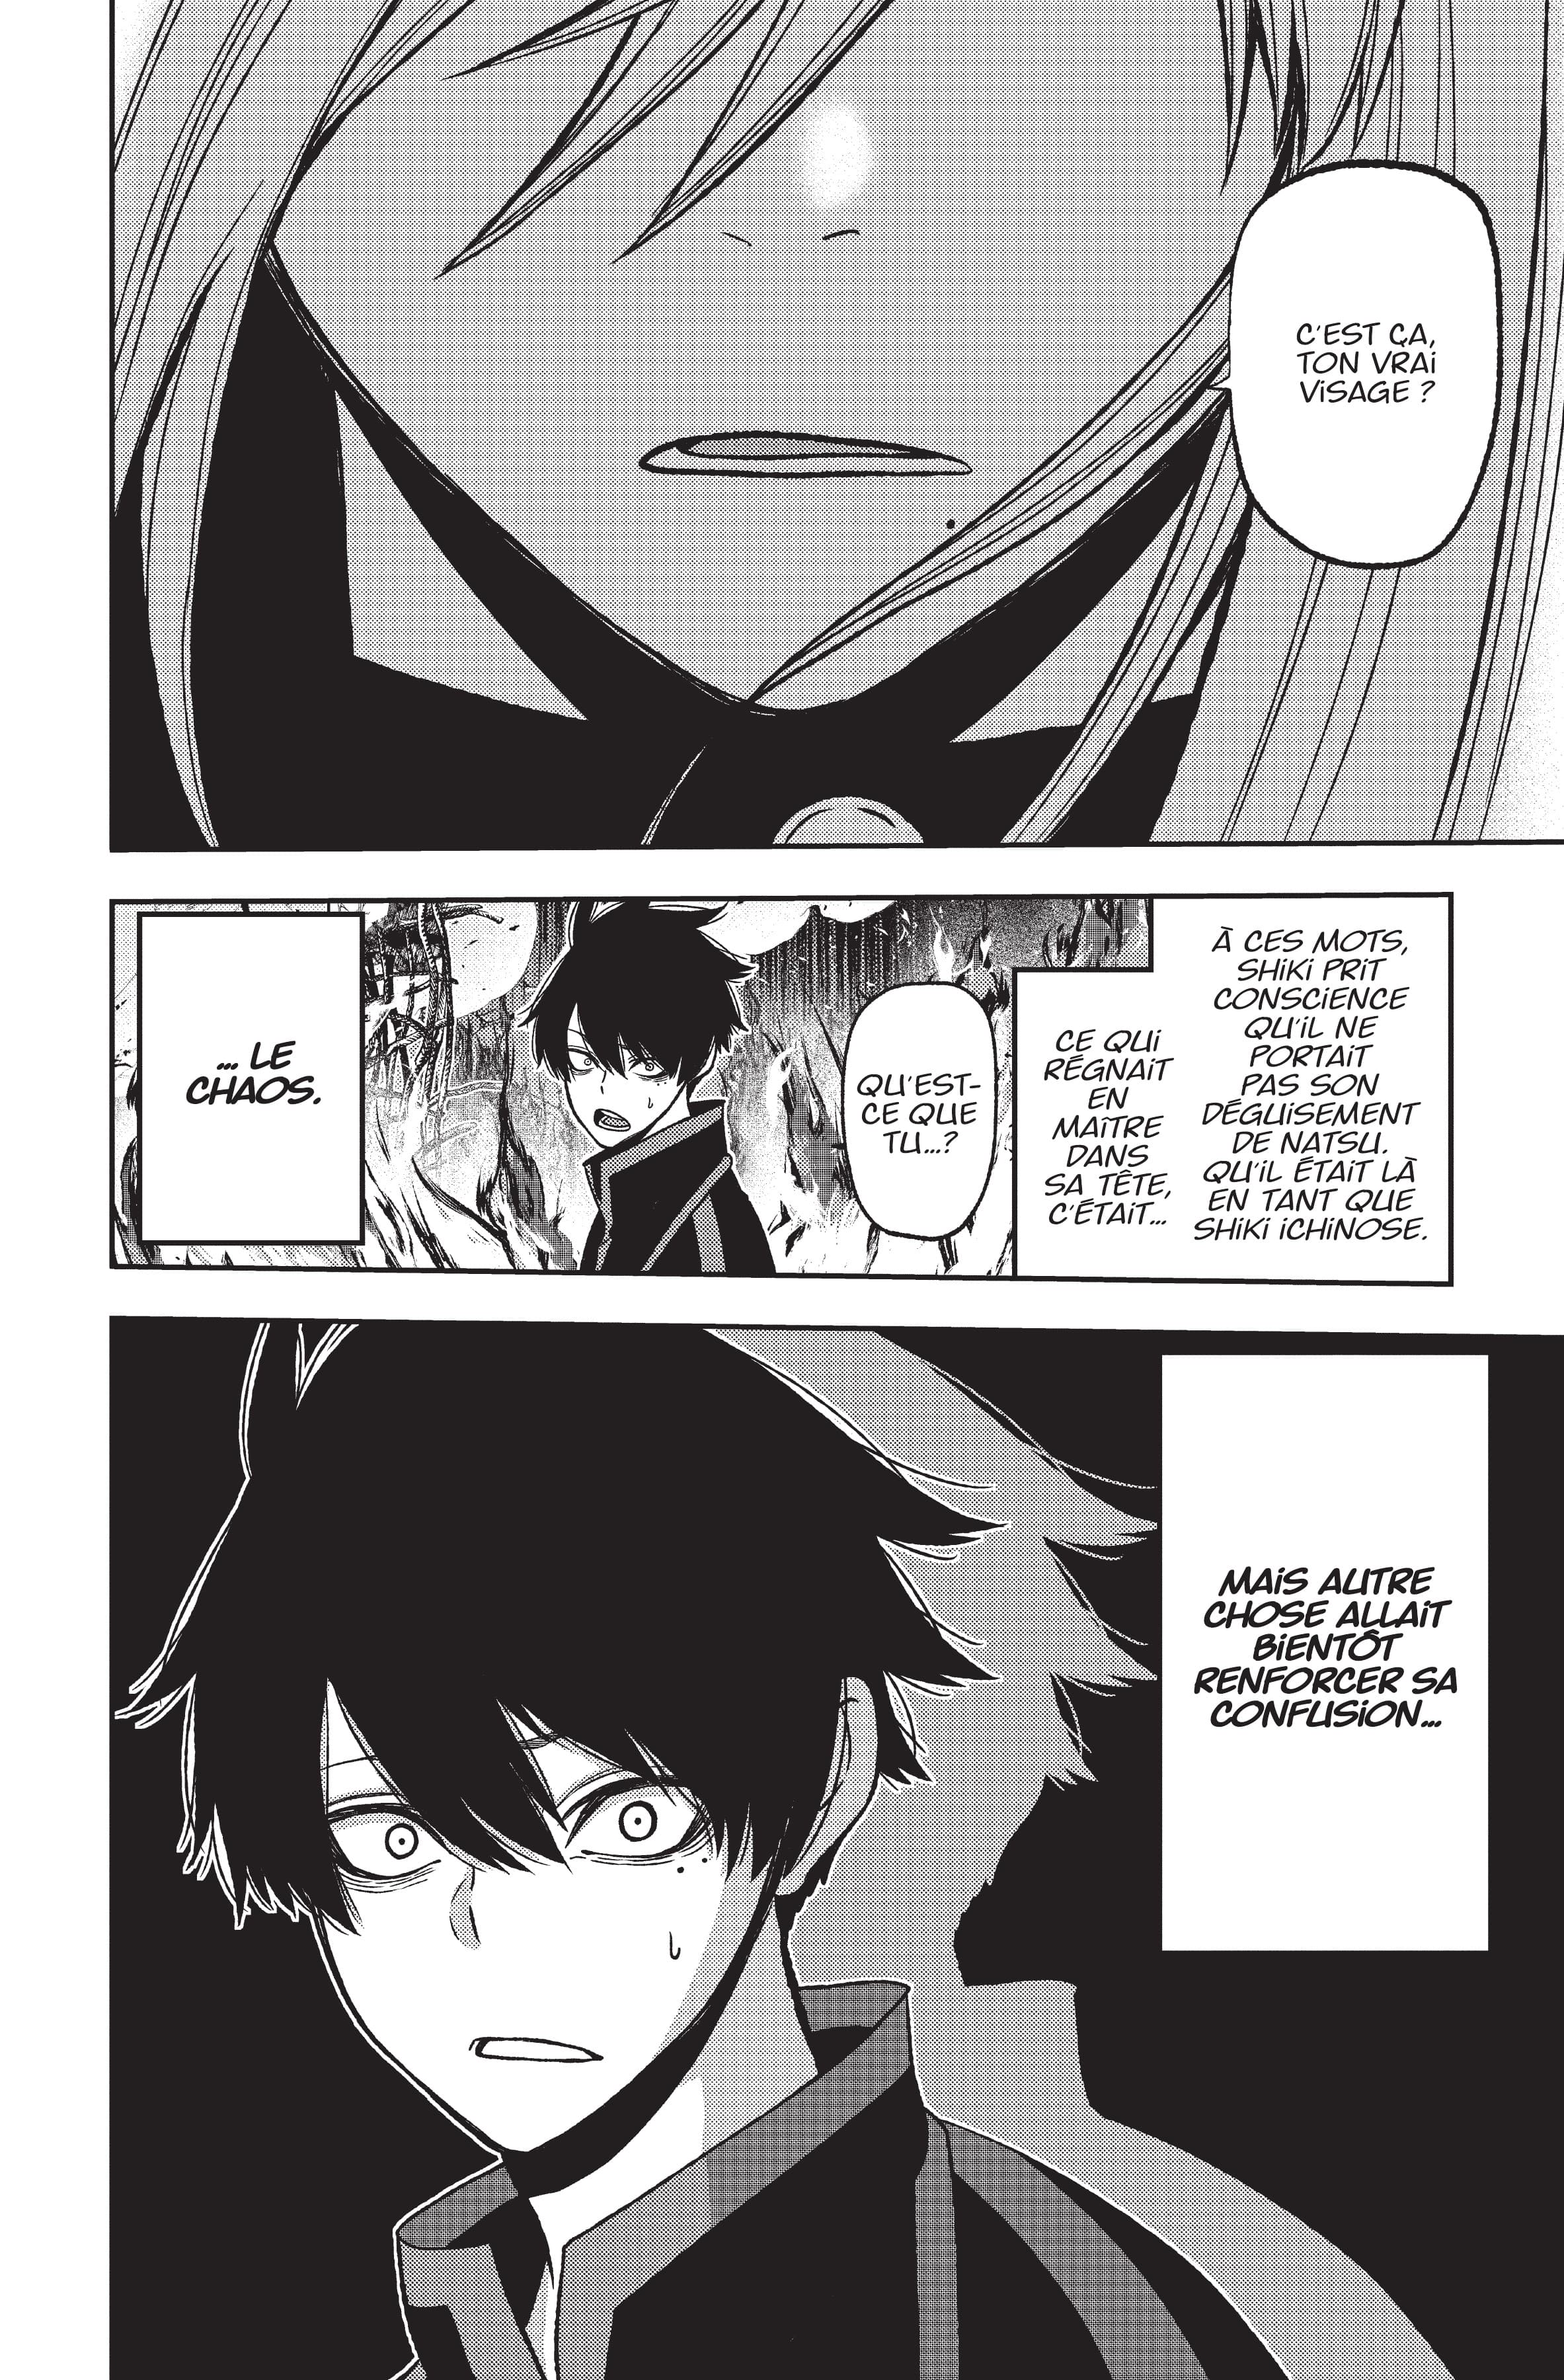 C'EST ÇA,
TON VRAI
VISAGE ?
À CES MOTS,
SHIKI PRIT
CONSCIENCE
QU'IL NE
PORTAIT
PAS SON
DÉGUISEMENT
DE NATSU.
QU'IL ÉTAIT LÀ
EN TANT QUE
SHIKI ICHINOSE.
CE QUI
RÉGNAIT
EN
MAÎTRE
DANS
SA TÊTE,
C'ÉTAIT...
QU'EST-
CE QUE
TU...?
... LE
CHAOS.
MAIS AUTRE
CHOSE ALLAIT
BIENTÔT
RENFORCER SA
CONFUSION...